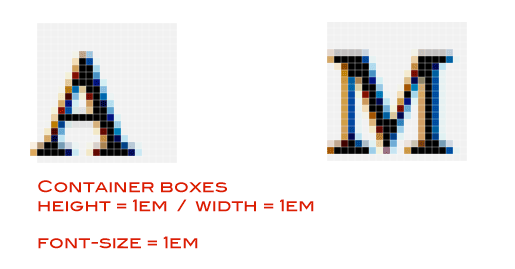 A M
Container boxes
height = 1em / width = 1em
font-size = 1em